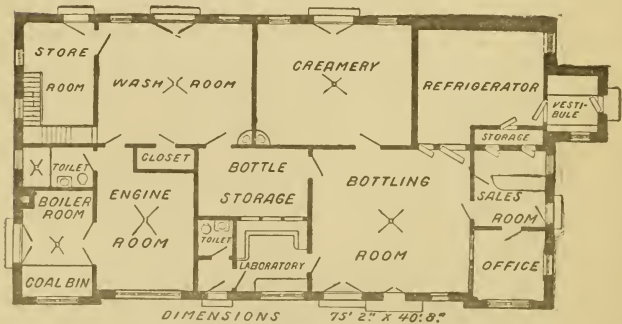 STORE
ROOM
WASH ROOM
CREAMERY
REFRIGERATOR
VESTI-
BULE
STORAGE
TOILET
CLOSET
BOTTLE
STORAGE
BOTTLING
ROOM
SALES
ROOM
BOILER
ROOM
ENGINE
ROOM
TOILET
LABORATORY
OFFICE
COAL BIN
DIMENSIONS 75' 2" X 40' 8"